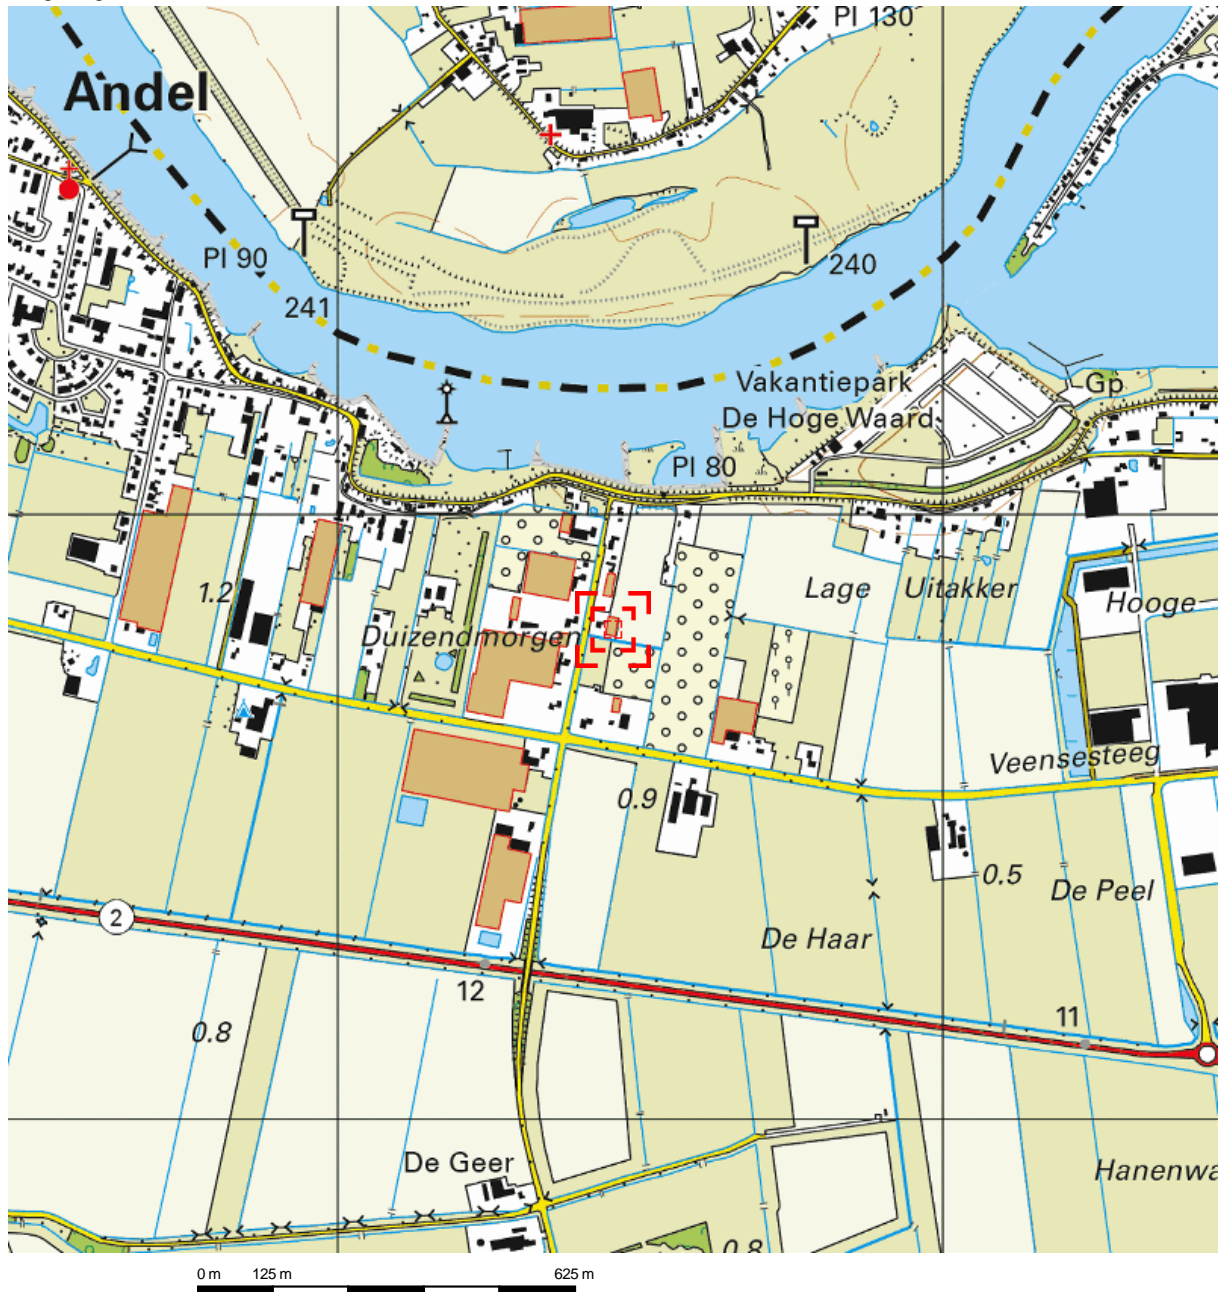 Pl 130
Andel
Pl 90
240
241
Vakantiepark
De Hoge Waard
Gp
Pl 80
1.2
Lage Uitakker
Hooge
Duizendmorgen
Veensesteeg
0.9
0.5
De Peel
2
De Haar
12
11
0.8
De Geer
Hanenwa
0.8
0 m 125 m 625 m